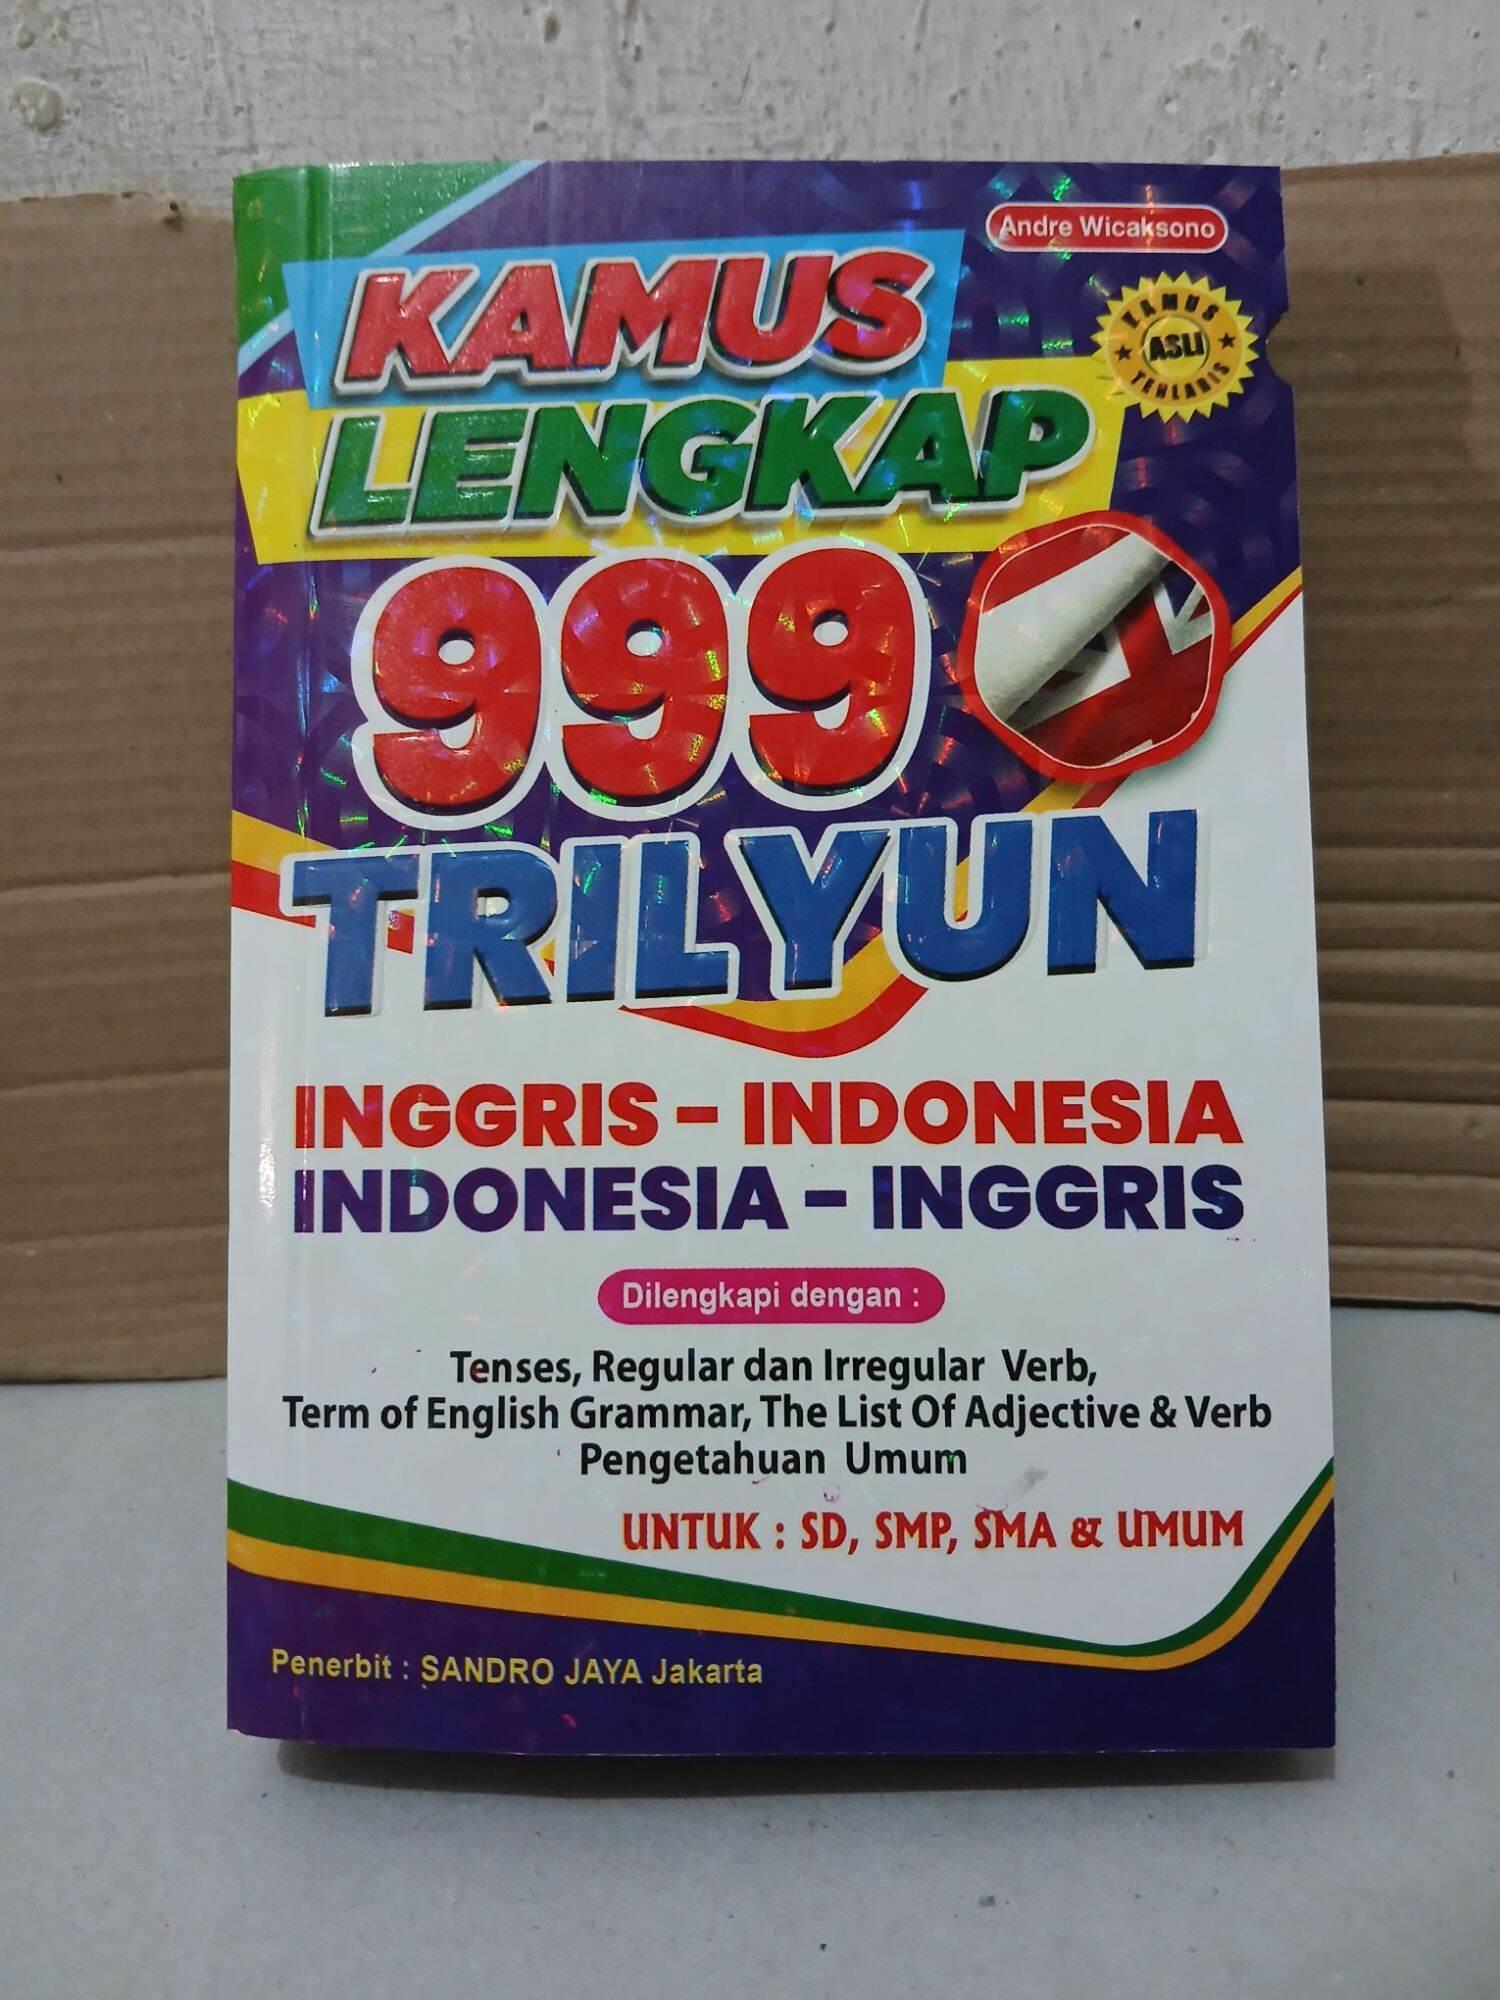 Andre Wicaksono
KAMUS
LENGKAP
KAMUS
ASLI
TERLARIS
999
TRILYUN
INGGRIS - INDONESIA
INDONESIA - INGGRIS
Dilengkapi dengan :
Tenses, Regular dan Irregular Verb,
Term of English Grammar, The List Of Adjective & Verb
Pengetahuan Umum
UNTUK : SD, SMP, SMA & UMUM
Penerbit : SANDRO JAYA Jakarta